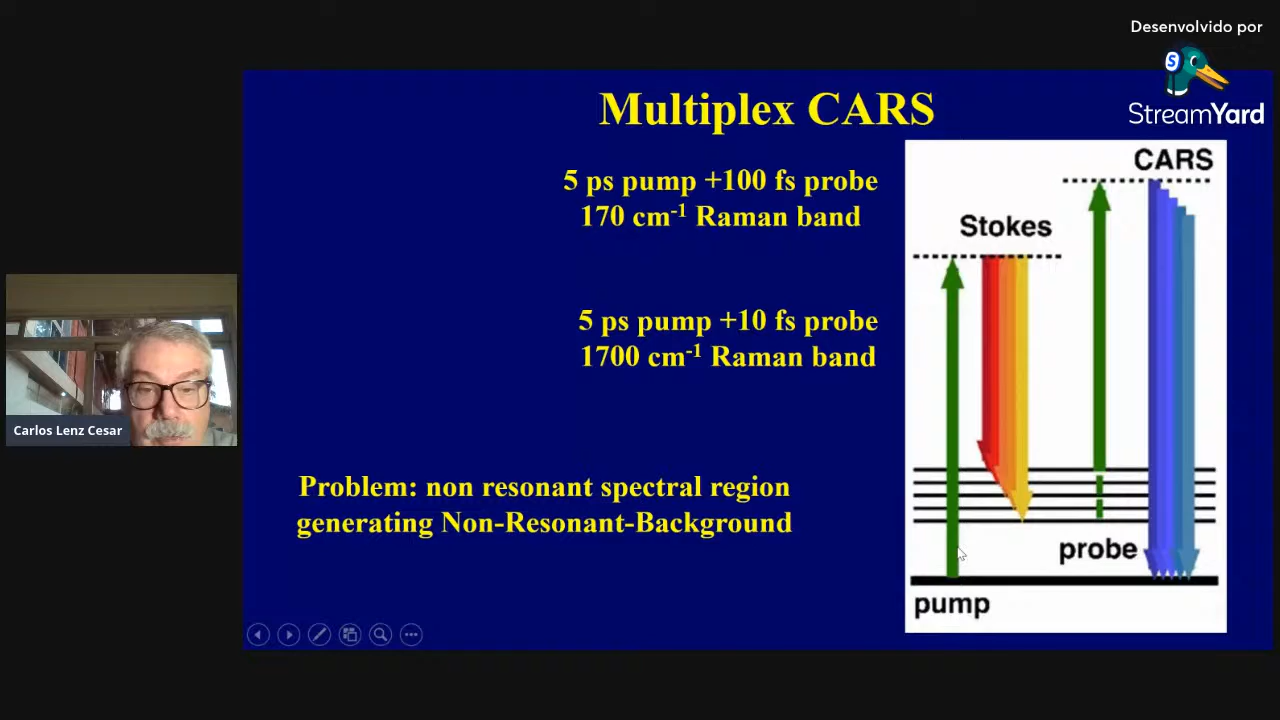 Desenvolvido por
StreamYard
Multiplex CARS
5 ps pump +100 fs probe
170 cm⁻¹ Raman band
5 ps pump +10 fs probe
1700 cm⁻¹ Raman band
Problem: non resonant spectral region
generating Non-Resonant-Background
CARS
Stokes
probe
pump
Carlos Lenz Cesar